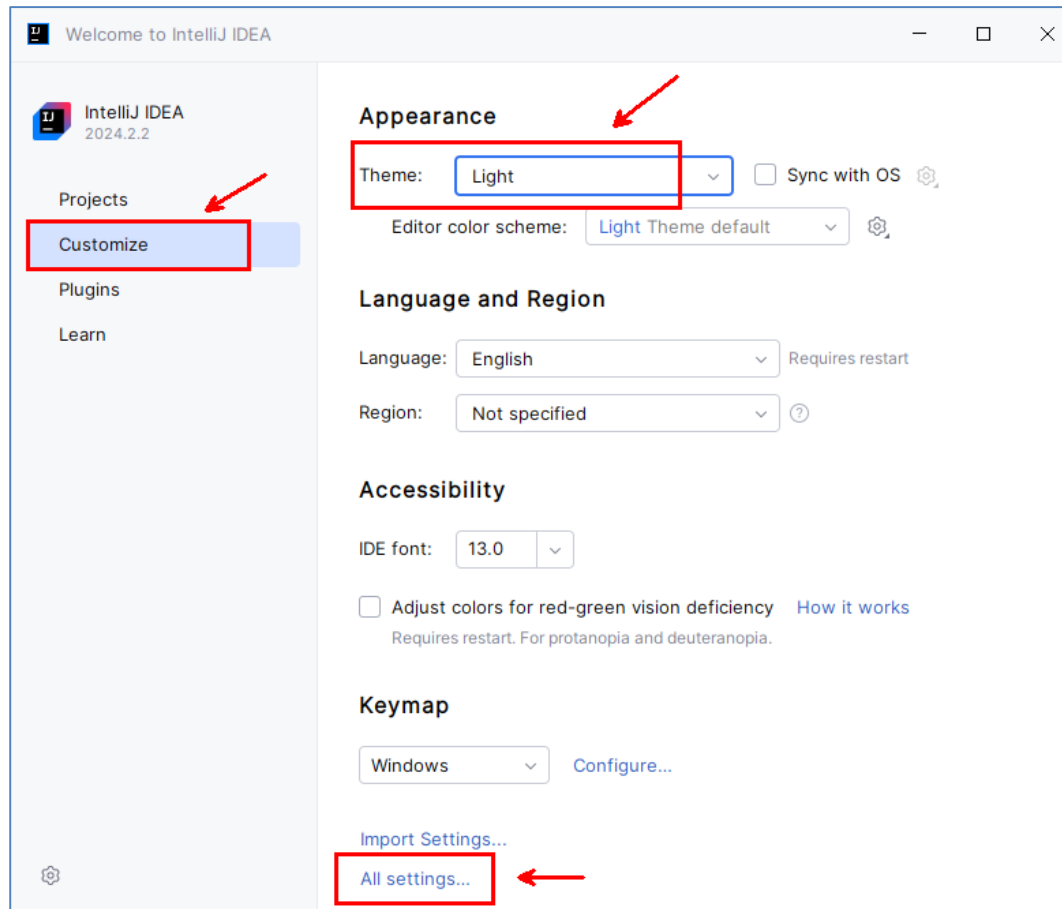 Welcome to IntelliJ IDEA
IntelliJ IDEA
2024.2.2
Projects
Customize
Plugins
Learn
Appearance
Theme: Light Sync with OS
Editor color scheme: Light Theme default
Language and Region
Language: English Requires restart
Region: Not specified ?
Accessibility
IDE font: 13.0
Adjust colors for red-green vision deficiency How it works
Requires restart. For protanopia and deuteranopia.
Keymap
Windows Configure...
Import Settings...
All settings...